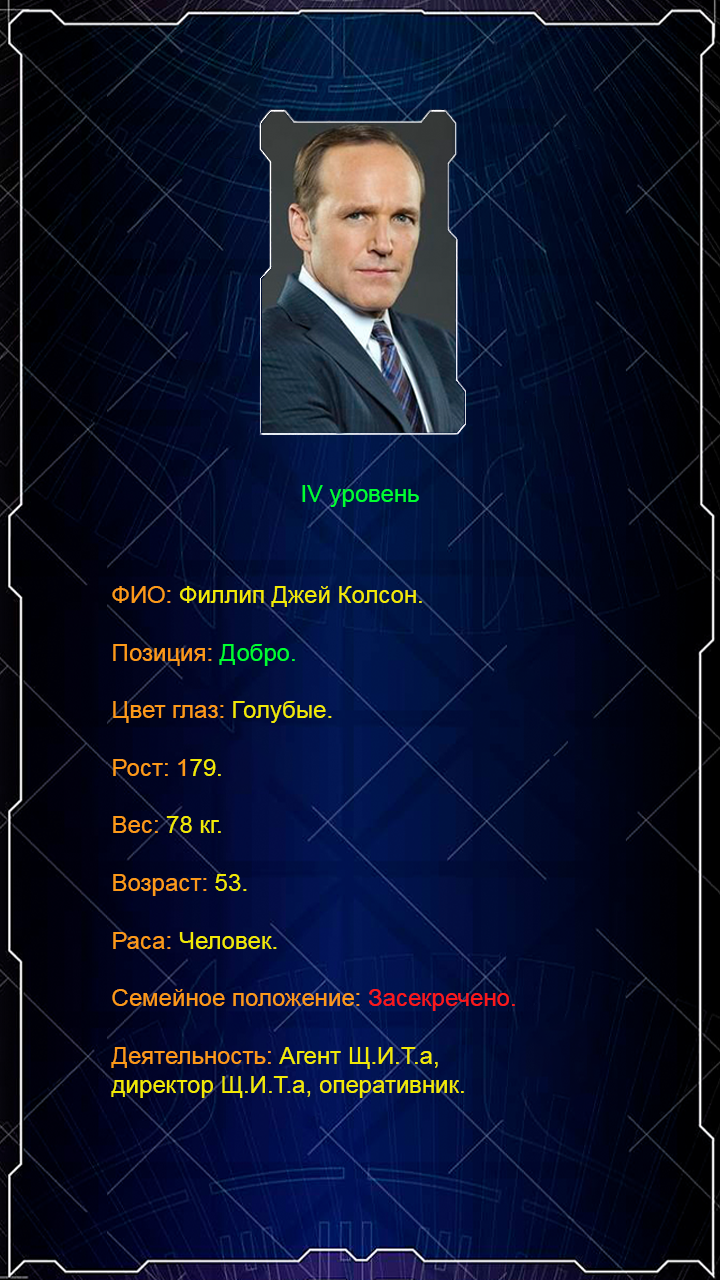 IV уровень
ФИО: Филлип Джей Колсон.
Позиция: Добро.
Цвет глаз: Голубые.
Рост: 179.
Вес: 78 кг.
Возраст: 53.
Раса: Человек.
Семейное положение: Засекречено.
Деятельность: Агент Щ.И.Т.а,
директор Щ.И.Т.а, оперативник.